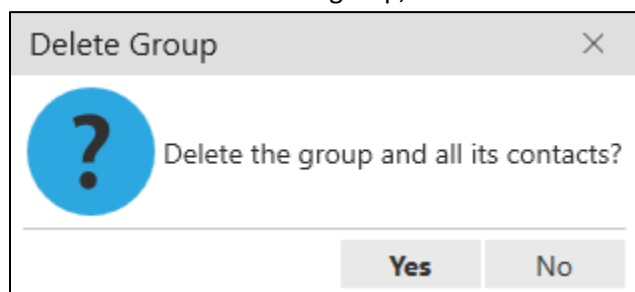 Delete Group
?
Delete the group and all its contacts?
Yes No